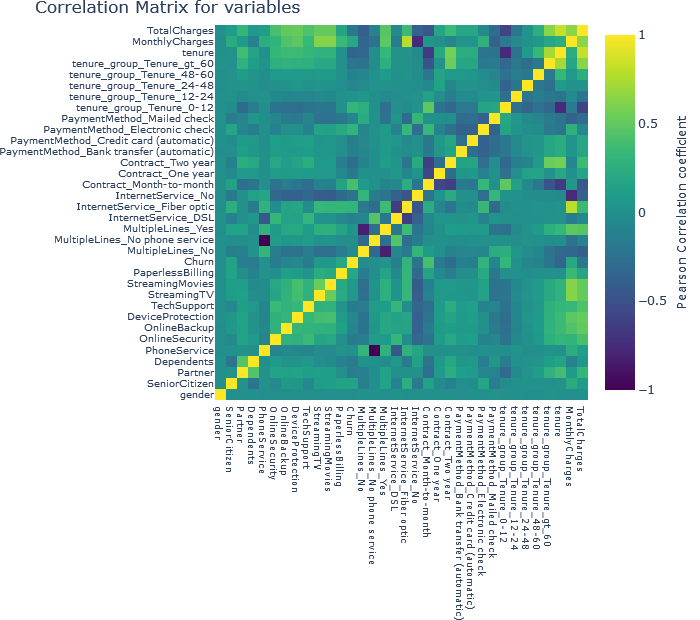 Correlation Matrix for variables
TotalCharges
MonthlyCharges
tenure
tenure_group_Tenure_gt_60
tenure_group_Tenure_48-60
tenure_group_Tenure_24-48
tenure_group_Tenure_12-24
tenure_group_Tenure_0-12
PaymentMethod_Mailed check
PaymentMethod_Electronic check
PaymentMethod_Credit card (automatic)
PaymentMethod_Bank transfer (automatic)
Contract_Two year
Contract_One year
Contract_Month-to-month
InternetService_No
InternetService_Fiber optic
InternetService_DSL
MultipleLines_Yes
MultipleLines_No phone service
MultipleLines_No
Churn
PaperlessBilling
StreamingMovies
StreamingTV
TechSupport
DeviceProtection
OnlineBackup
OnlineSecurity
PhoneService
Dependents
Partner
SeniorCitizen
gender
gender
SeniorCitizen
Partner
Dependents
PhoneService
OnlineSecurity
OnlineBackup
DeviceProtection
TechSupport
StreamingTV
StreamingMovies
PaperlessBilling
Churn
MultipleLines_No
MultipleLines_No phone service
MultipleLines_Yes
InternetService_DSL
InternetService_Fiber optic
InternetService_No
Contract_Month-to-month
Contract_One year
Contract_Two year
PaymentMethod_Bank transfer (automatic)
PaymentMethod_Credit card (automatic)
PaymentMethod_Electronic check
PaymentMethod_Mailed check
tenure_group_Tenure_0-12
tenure_group_Tenure_12-24
tenure_group_Tenure_24-48
tenure_group_Tenure_48-60
tenure_group_Tenure_gt_60
tenure
MonthlyCharges
TotalCharges
1
0.5
0
−0.5
−1
Pearson Correlation coefficient